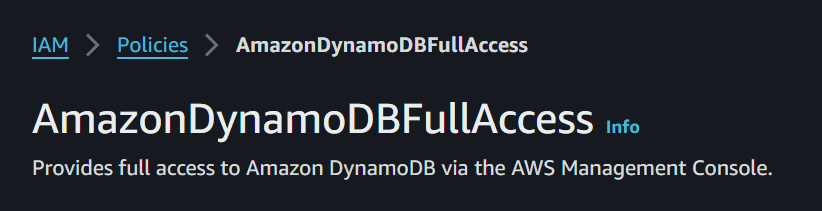 IAM > Policies > AmazonDynamoDBFullAccess
AmazonDynamoDBFullAccess Info
Provides full access to Amazon DynamoDB via the AWS Management Console.